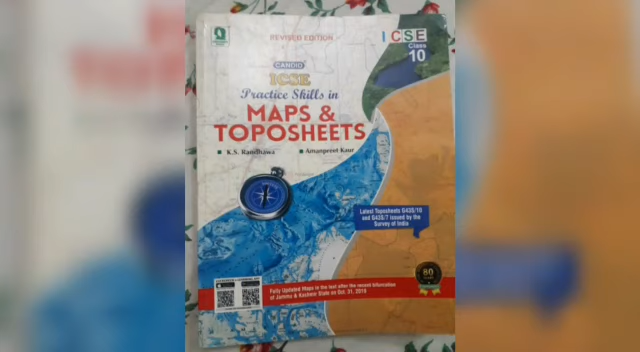 REVISED EDITION
ICSE
Class
10
CANDID
ICSE
Practice Skills in
MAPS &
TOPOSHEETS
K.S. Randhawa
Amanpreet Kaur
Latest Toposheets G43S/10
and G43S/7 issued by the
Survey of India
80
Fully Updated Maps in the text after the recent Information
of Jammu & Kashmir State on Oct. 31, 2019